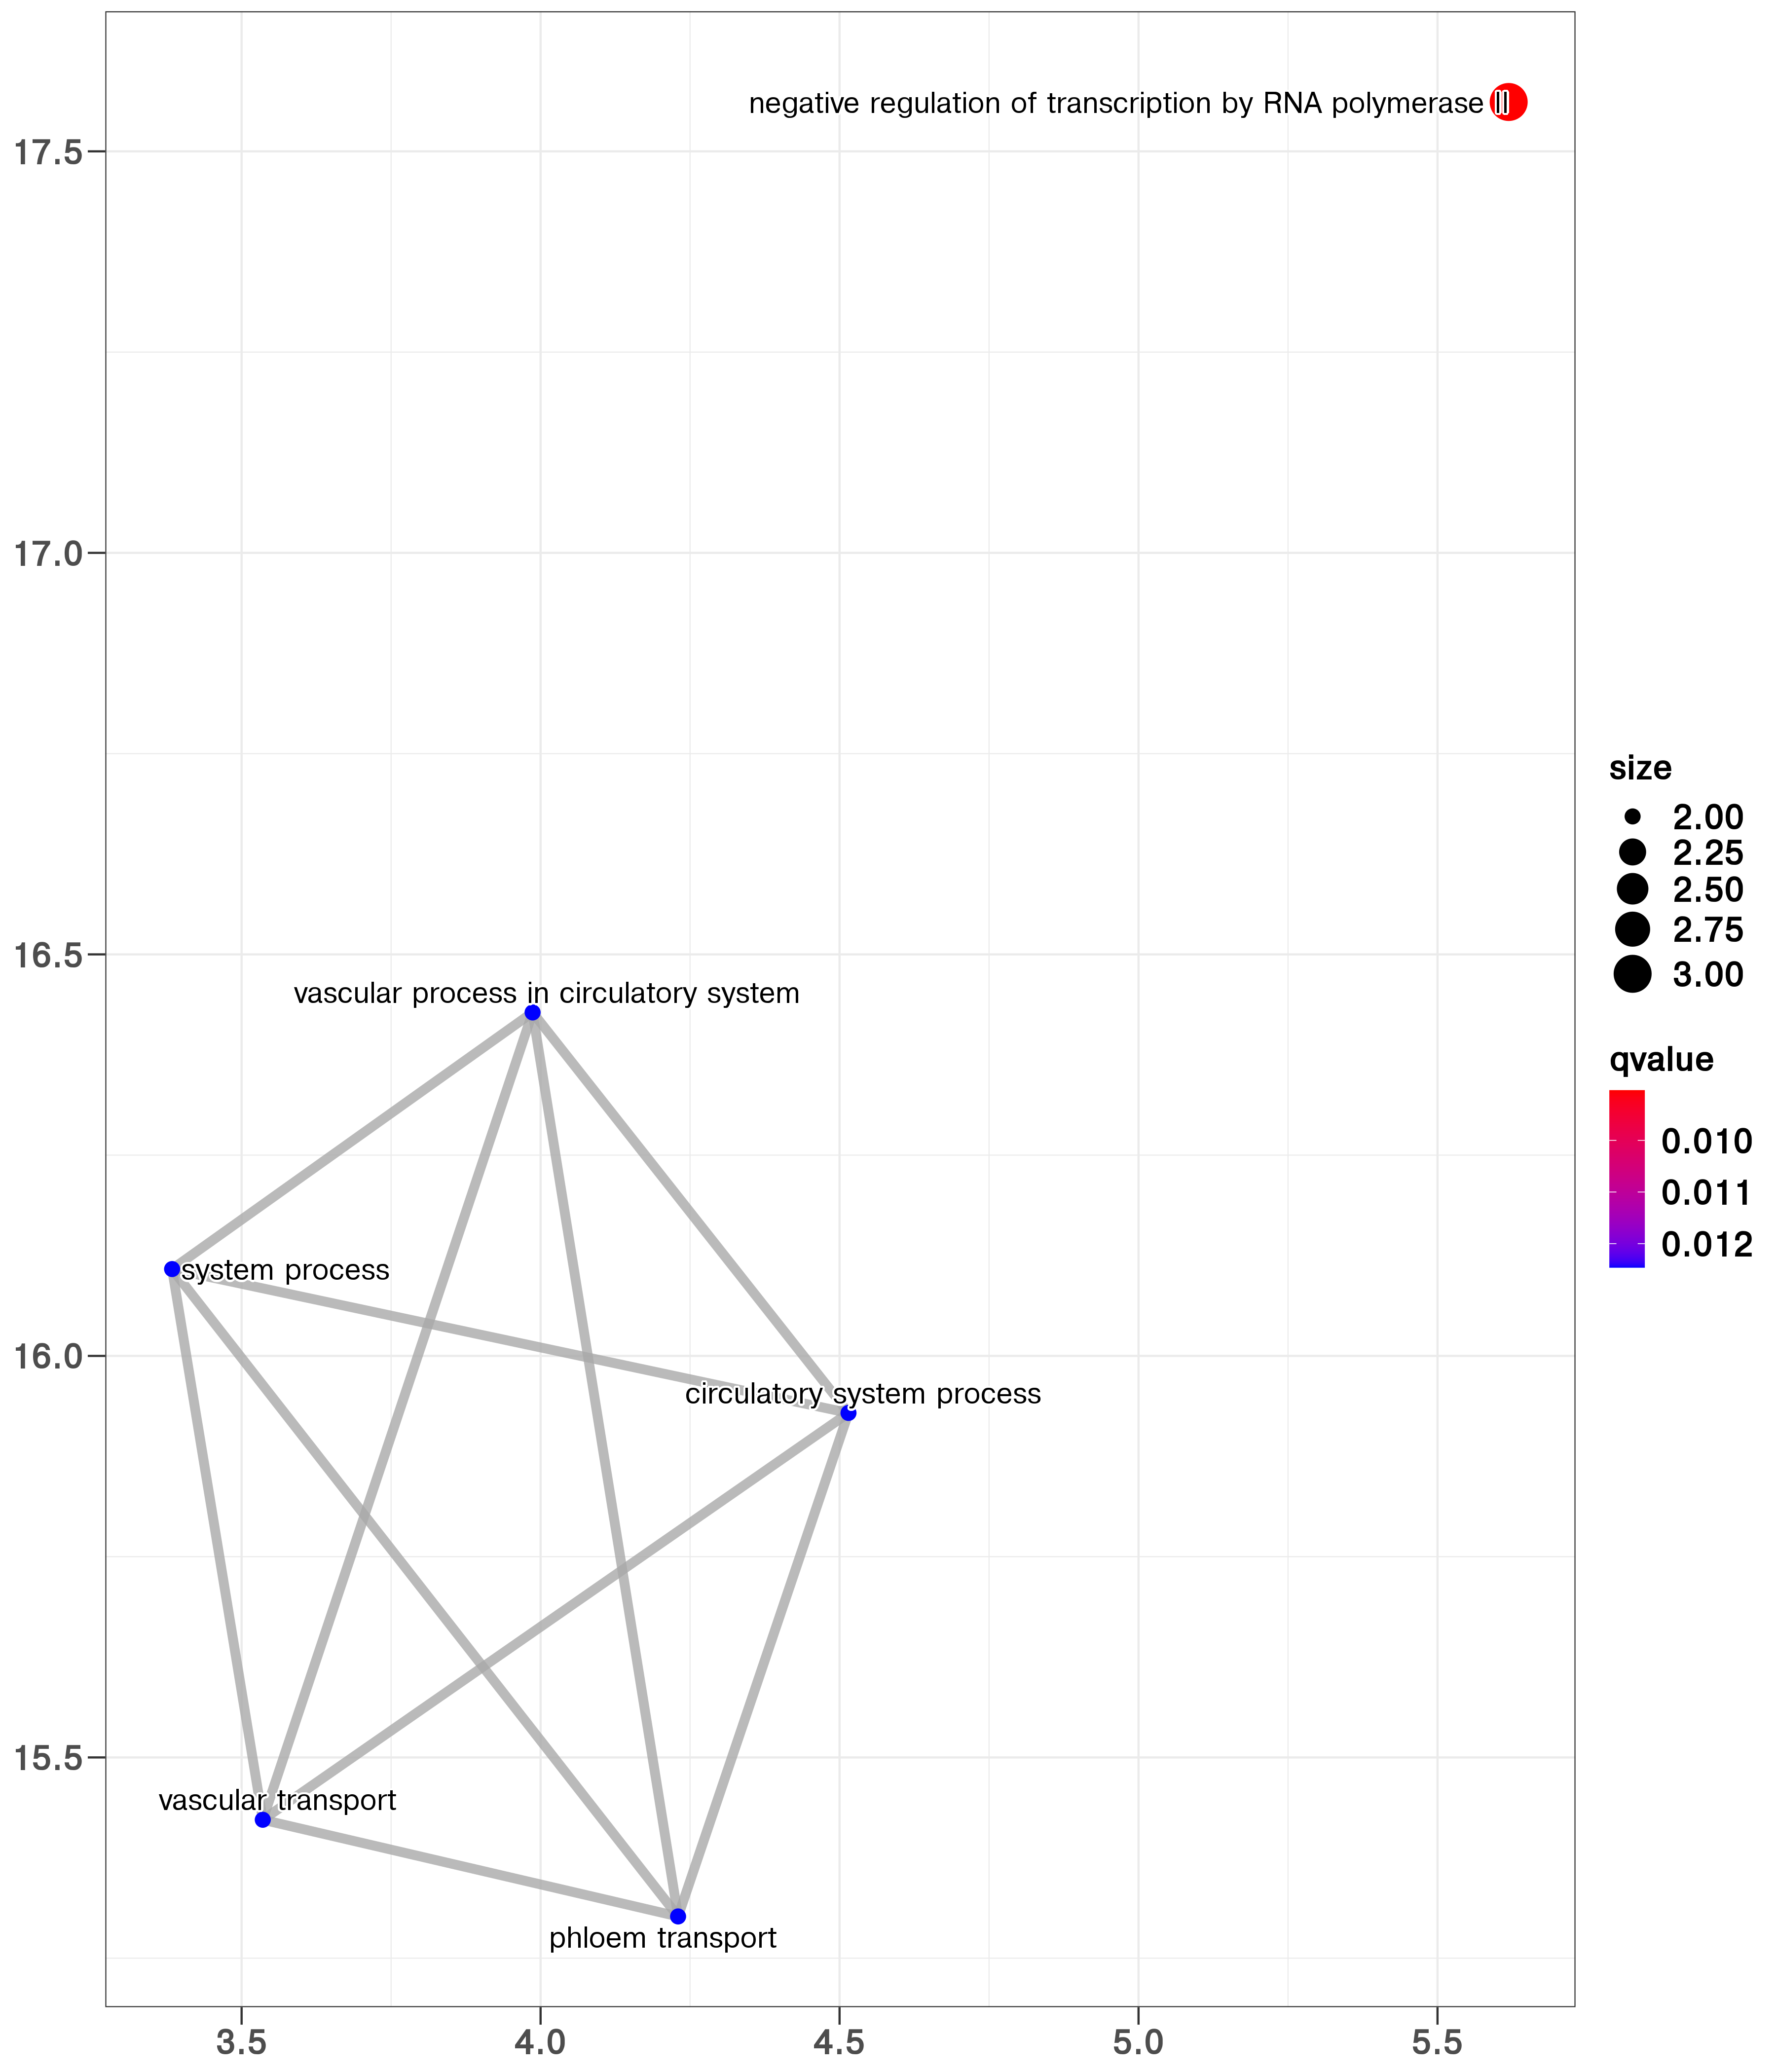 negative regulation of transcription by RNA polymerase II
17.5
17.0
16.5
16.0
15.5
vascular process in circulatory system
system process
circulatory system process
vascular transport
phloem transport
3.5 4.0 4.5 5.0 5.5
size
2.00
2.25
2.50
2.75
3.00
qvalue
0.010
0.011
0.012